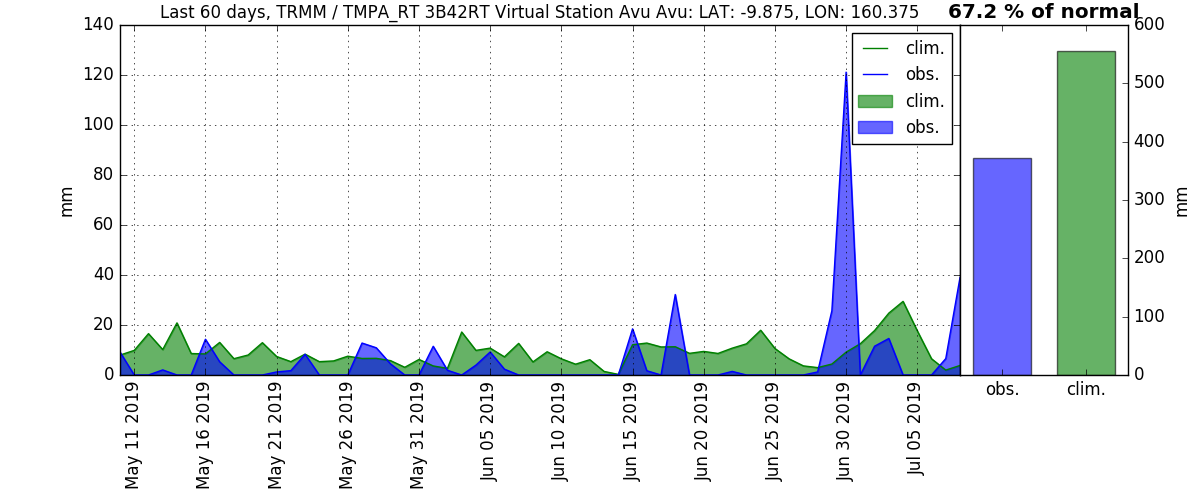 Last 60 days, TRMM / TMPA_RT 3B42RT Virtual Station Avu Avu: LAT: -9.875, LON: 160.375
67.2 % of normal
140
120
100
80
60
40
20
0
mm
clim.
obs.
clim.
obs.
May 11 2019
May 16 2019
May 21 2019
May 26 2019
May 31 2019
Jun 05 2019
Jun 10 2019
Jun 15 2019
Jun 20 2019
Jun 25 2019
Jun 30 2019
Jul 05 2019
600
500
400
300
200
100
0
mm
obs.
clim.